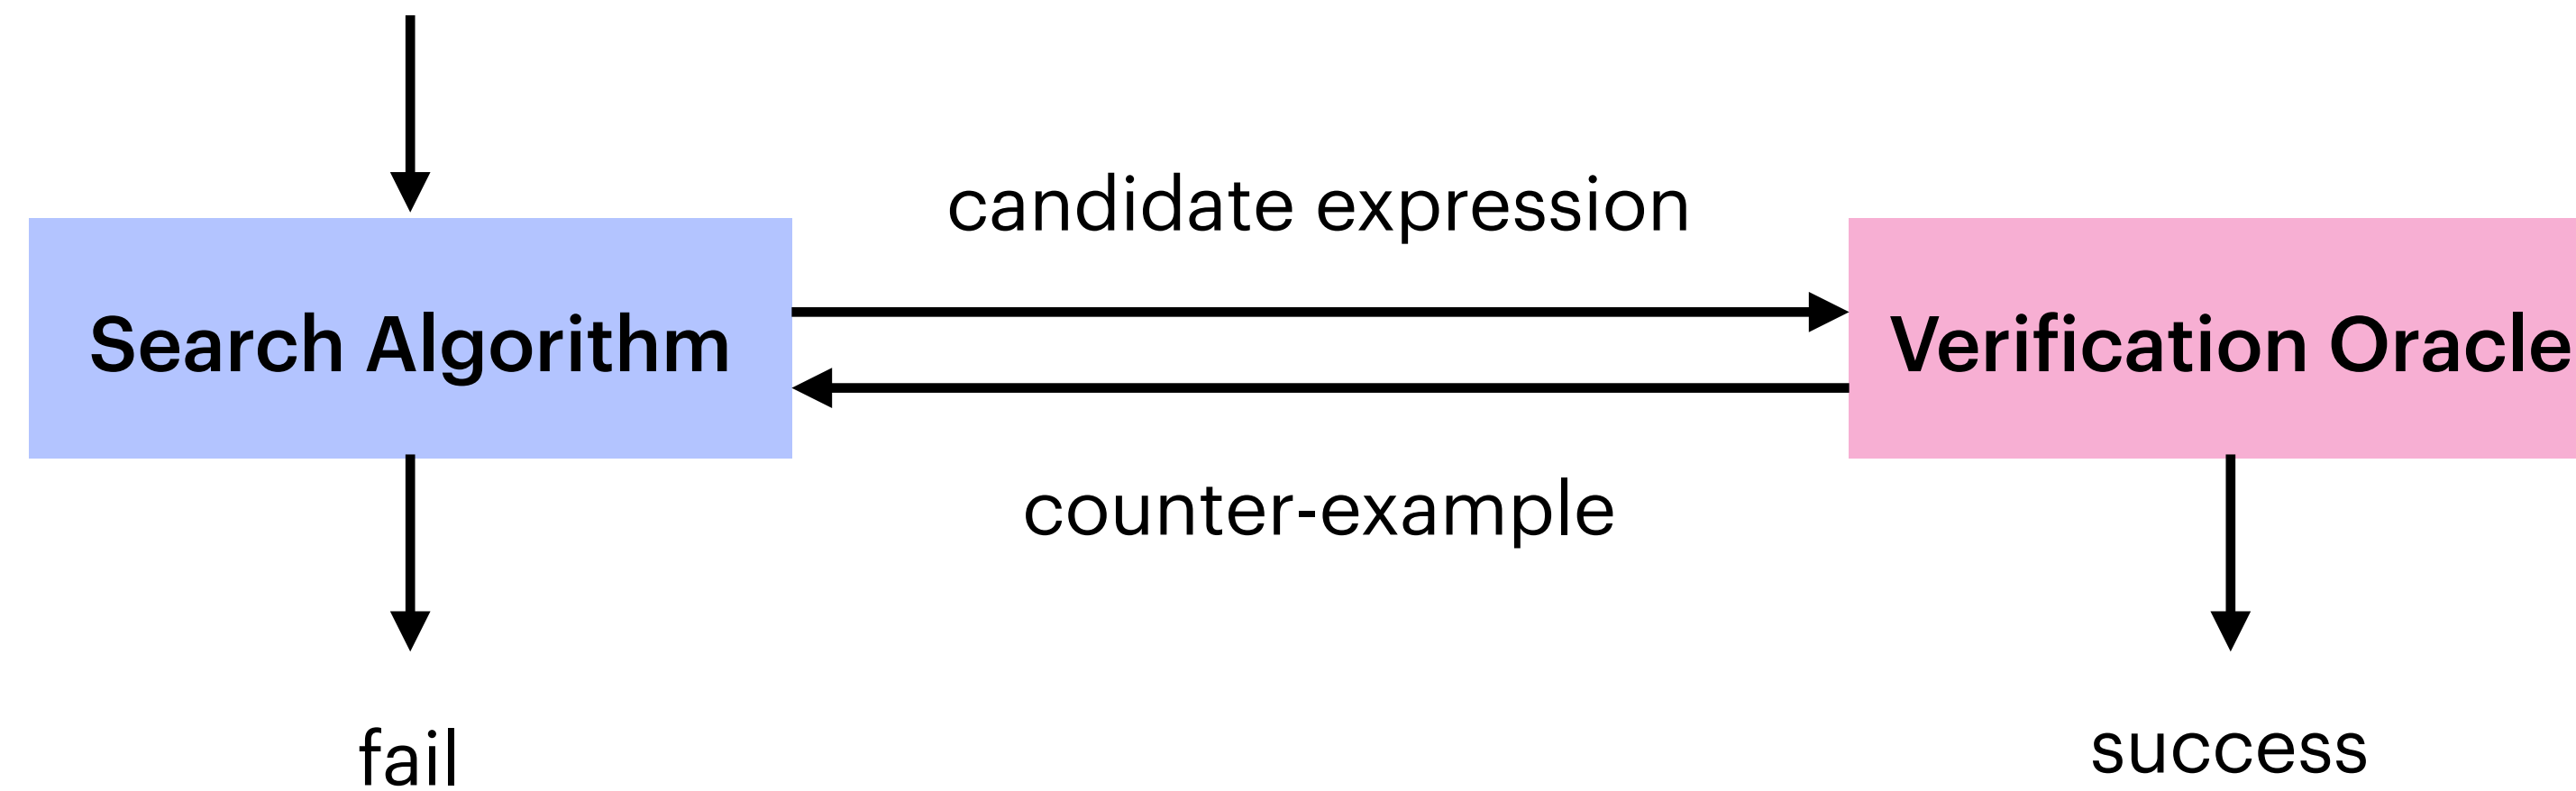 candidate expression
Search Algorithm
Verification Oracle
counter-example
fail
success